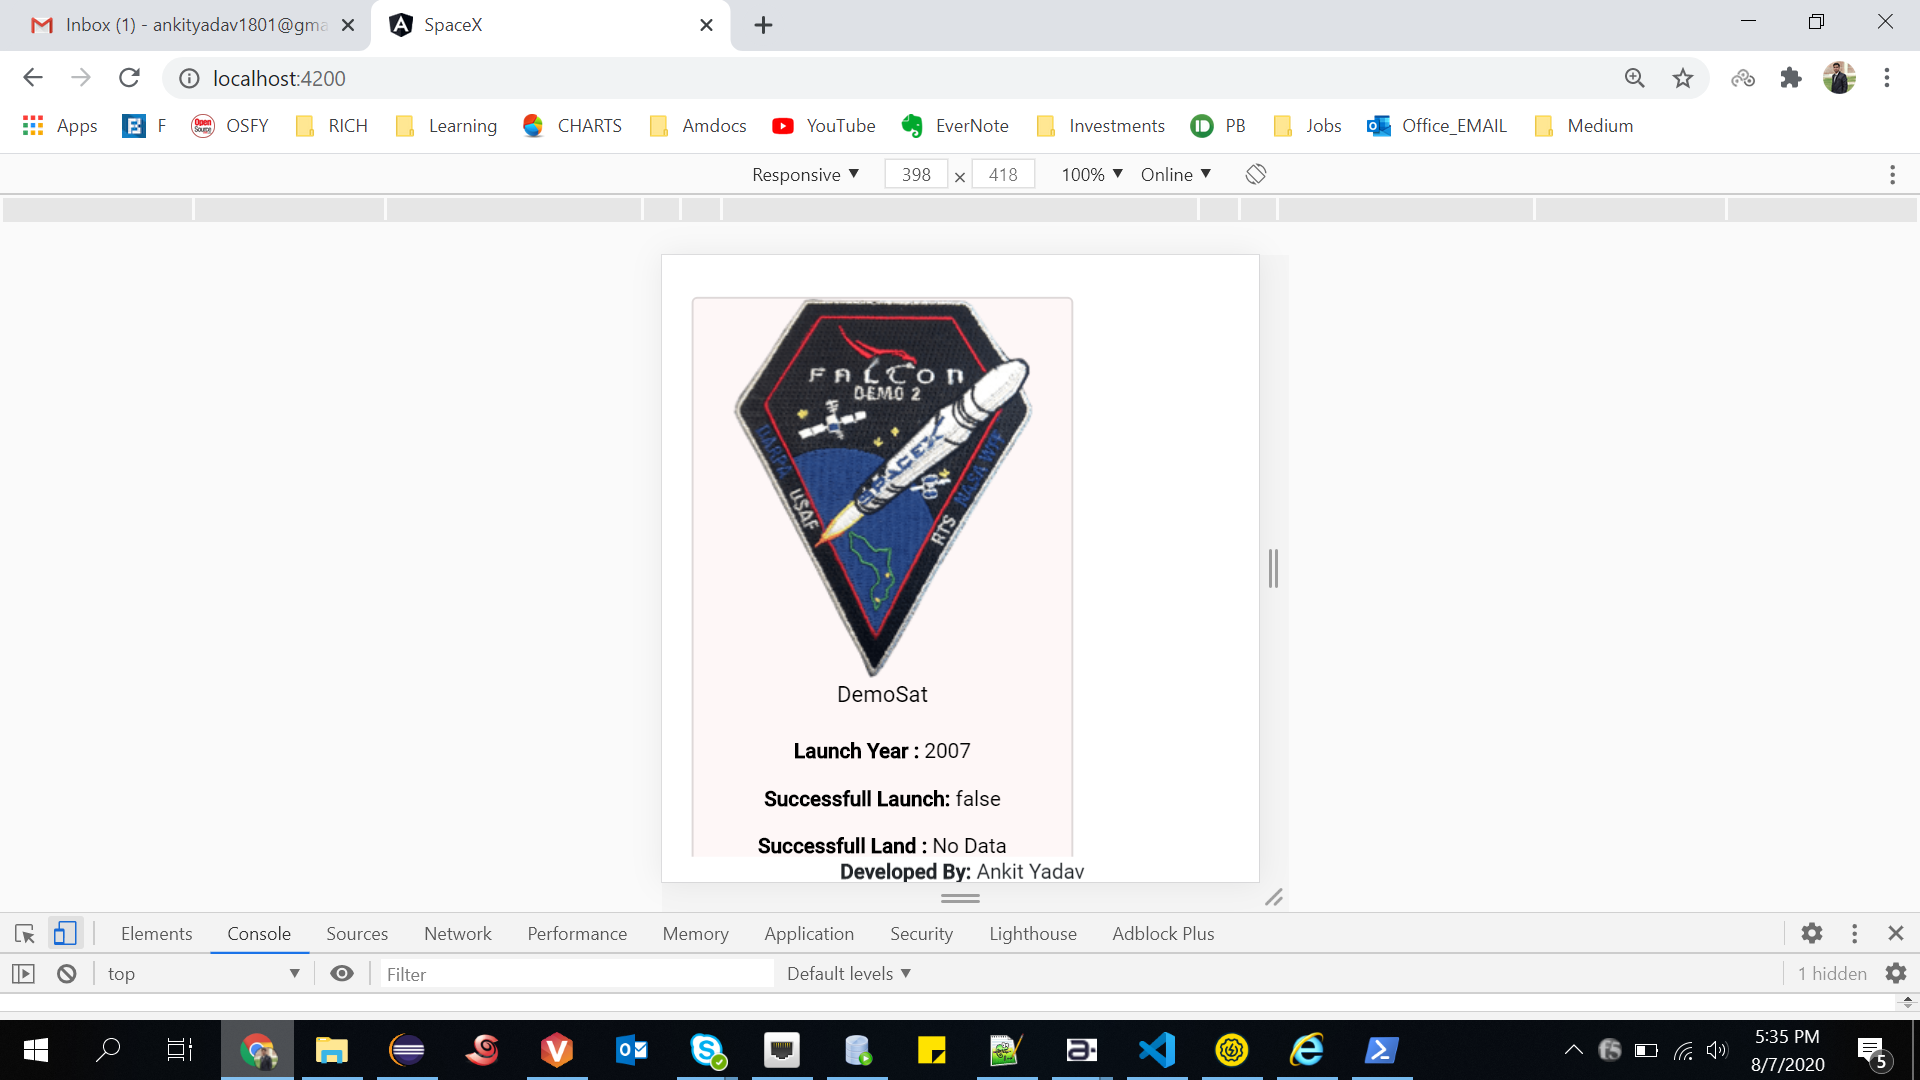 Inbox (1) - ankityadav1801@gma
SpaceX
localhost:4200
Apps F OSFY RICH Learning CHARTS Amdocs YouTube EverNote Investments PB Jobs Office_EMAIL Medium
Responsive ▼ 398 × 418 100% ▼ Online ▼
FALCON
DEMO 2
DARPA
USAF
SPACEX
RTS
NASA WFF
DemoSat
Launch Year : 2007
Successfull Launch: false
Successfull Land : No Data
Developed By: Ankit Yadav
Elements Console Sources Network Performance Memory Application Security Lighthouse Adblock Plus
top ▼ Filter Default levels ▼ 1 hidden
5:35 PM
8/7/2020
5